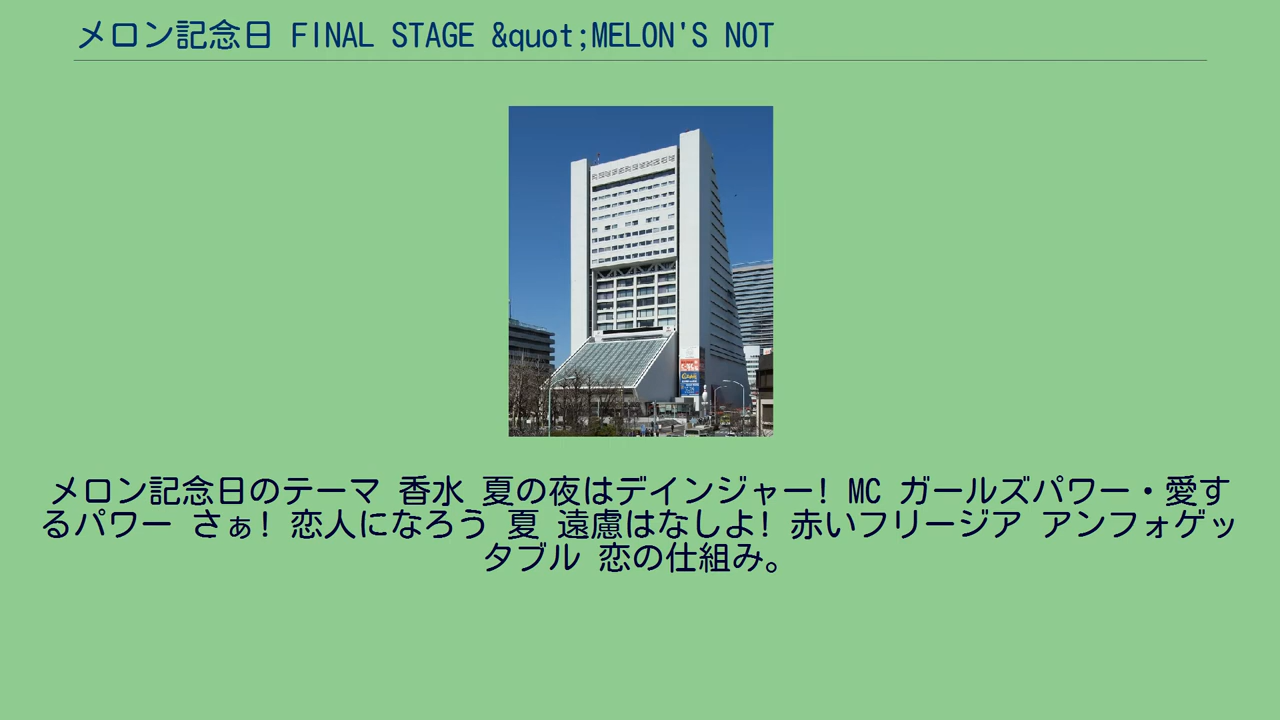 メロン記念日 FINAL STAGE &quot;MELON'S NOT
メロン記念日のテーマ 香水 夏の夜はデインジャー! MC ガールズパワー・愛す
るパワー さぁ! 恋人になろう 夏 遠慮はなしよ! 赤いフリージア アンフォゲッ
タブル 恋の仕組み。